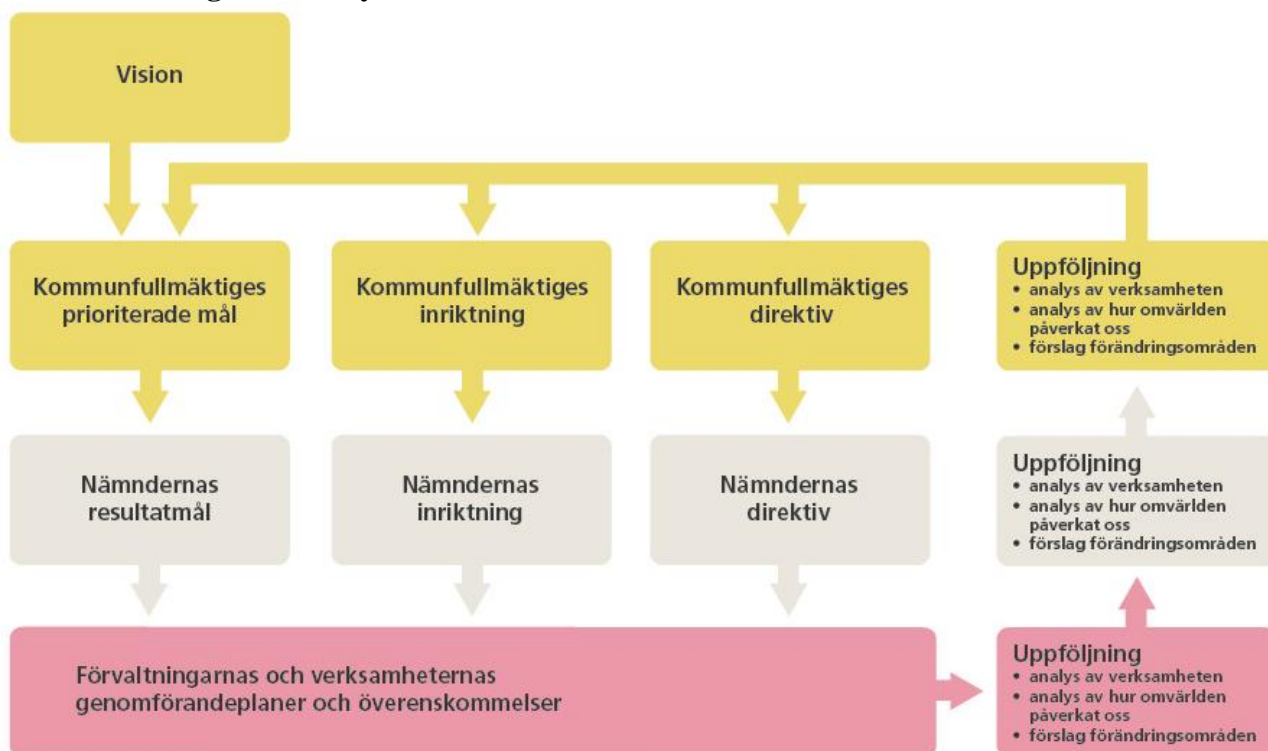 Vision
Kommunfullmäktiges
prioriterade mål
Kommunfullmäktiges
inriktning
Kommunfullmäktiges
direktiv
Uppföljning
• analys av verksamheten
• analys av hur omvärlden
påverkat oss
• förslag förändringsområden
Nämndernas
resultatmål
Nämndernas
inriktning
Nämndernas
direktiv
Uppföljning
• analys av verksamheten
• analys av hur omvärlden
påverkat oss
• förslag förändringsområden
Förvaltningarnas och verksamheternas
genomförandeplaner och överenskommelser
Uppföljning
• analys av verksamheten
• analys av hur omvärlden
påverkat oss
• förslag förändringsområden